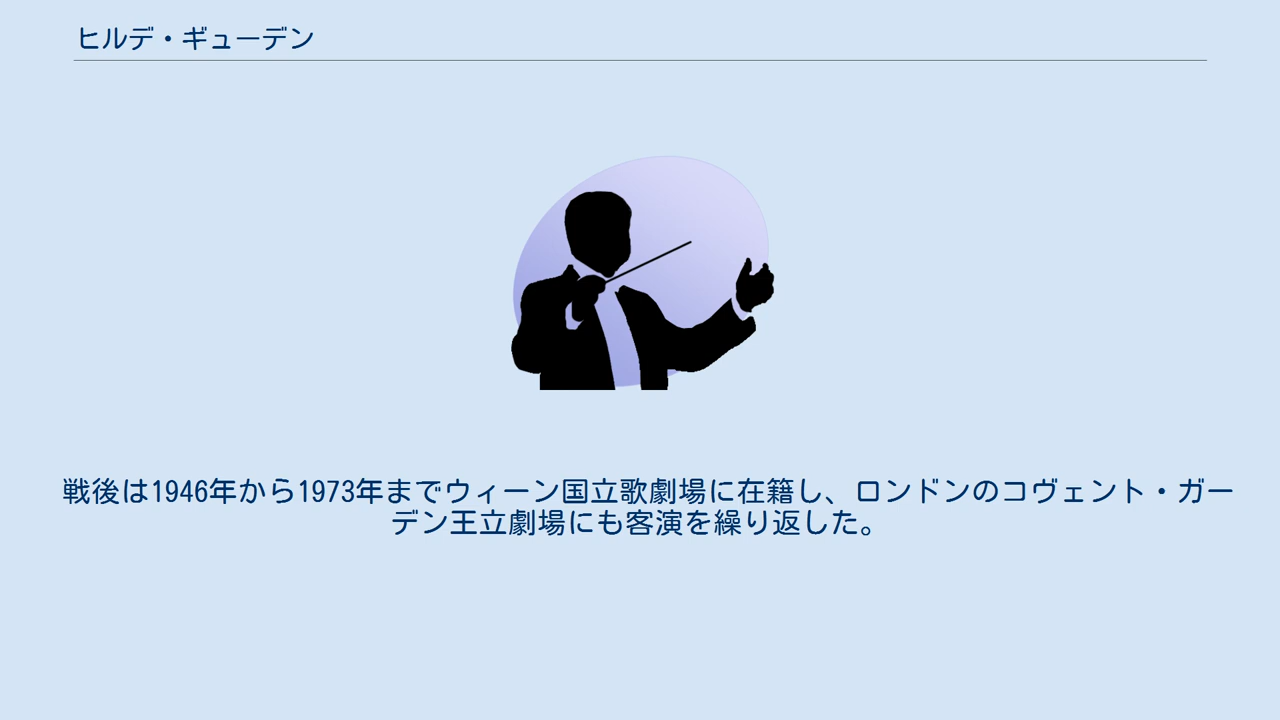 ヒルデ・ギューデン
戦後は1946年から1973年までウィーン国立歌劇場に在籍し、ロンドンのコヴェント・ガー
デン王立劇場にも客演を繰り返した。